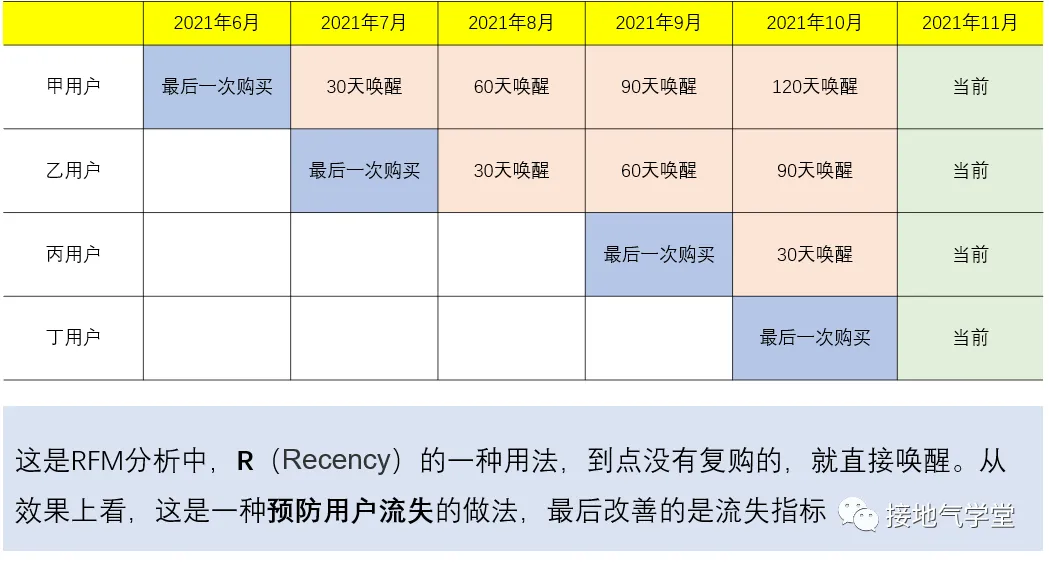 2021年6月 2021年7月 2021年8月 2021年9月 2021年10月 2021年11月
甲用户 最后一次购买 30天唤醒 60天唤醒 90天唤醒 120天唤醒 当前
乙用户 最后一次购买 30天唤醒 60天唤醒 90天唤醒 当前
丙用户 最后一次购买 30天唤醒 当前
丁用户 最后一次购买 当前
这是RFM分析中，R（Recency）的一种用法，到点没有复购的，就直接唤醒。从
效果上看，这是一种预防用户流失的做法，最后改善的是流失指标
接地气学堂